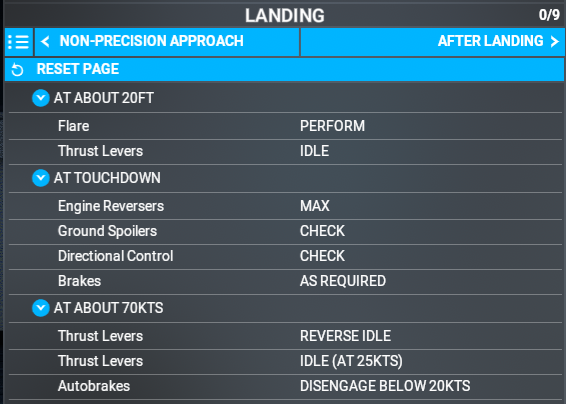 LANDING 0/9
NON-PRECISION APPROACH AFTER LANDING
RESET PAGE
AT ABOUT 20FT
Flare PERFORM
Thrust Levers IDLE
AT TOUCHDOWN
Engine Reversers MAX
Ground Spoilers CHECK
Directional Control CHECK
Brakes AS REQUIRED
AT ABOUT 70KTS
Thrust Levers REVERSE IDLE
Thrust Levers IDLE (AT 25KTS)
Autobrakes DISENGAGE BELOW 20KTS